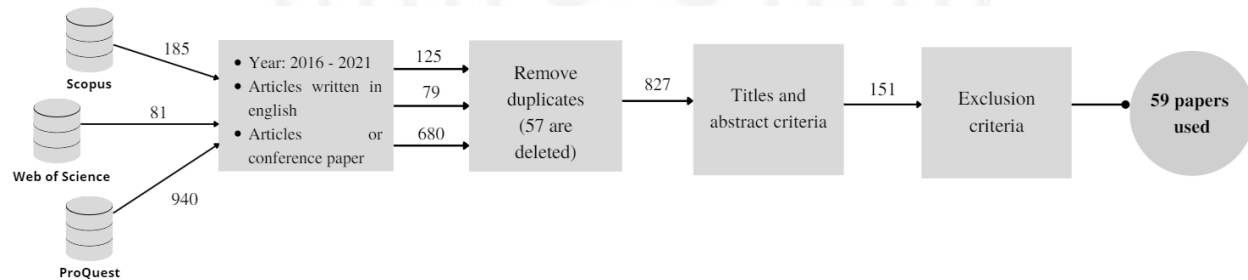 185
Scopus
81
Web of Science
940
ProQuest
• Year: 2016 - 2021
• Articles written in
english
• Articles or
conference paper
125
79
680
Remove
duplicates
(57 are
deleted)
827
Titles and
abstract criteria
151
Exclusion
criteria
59 papers
used